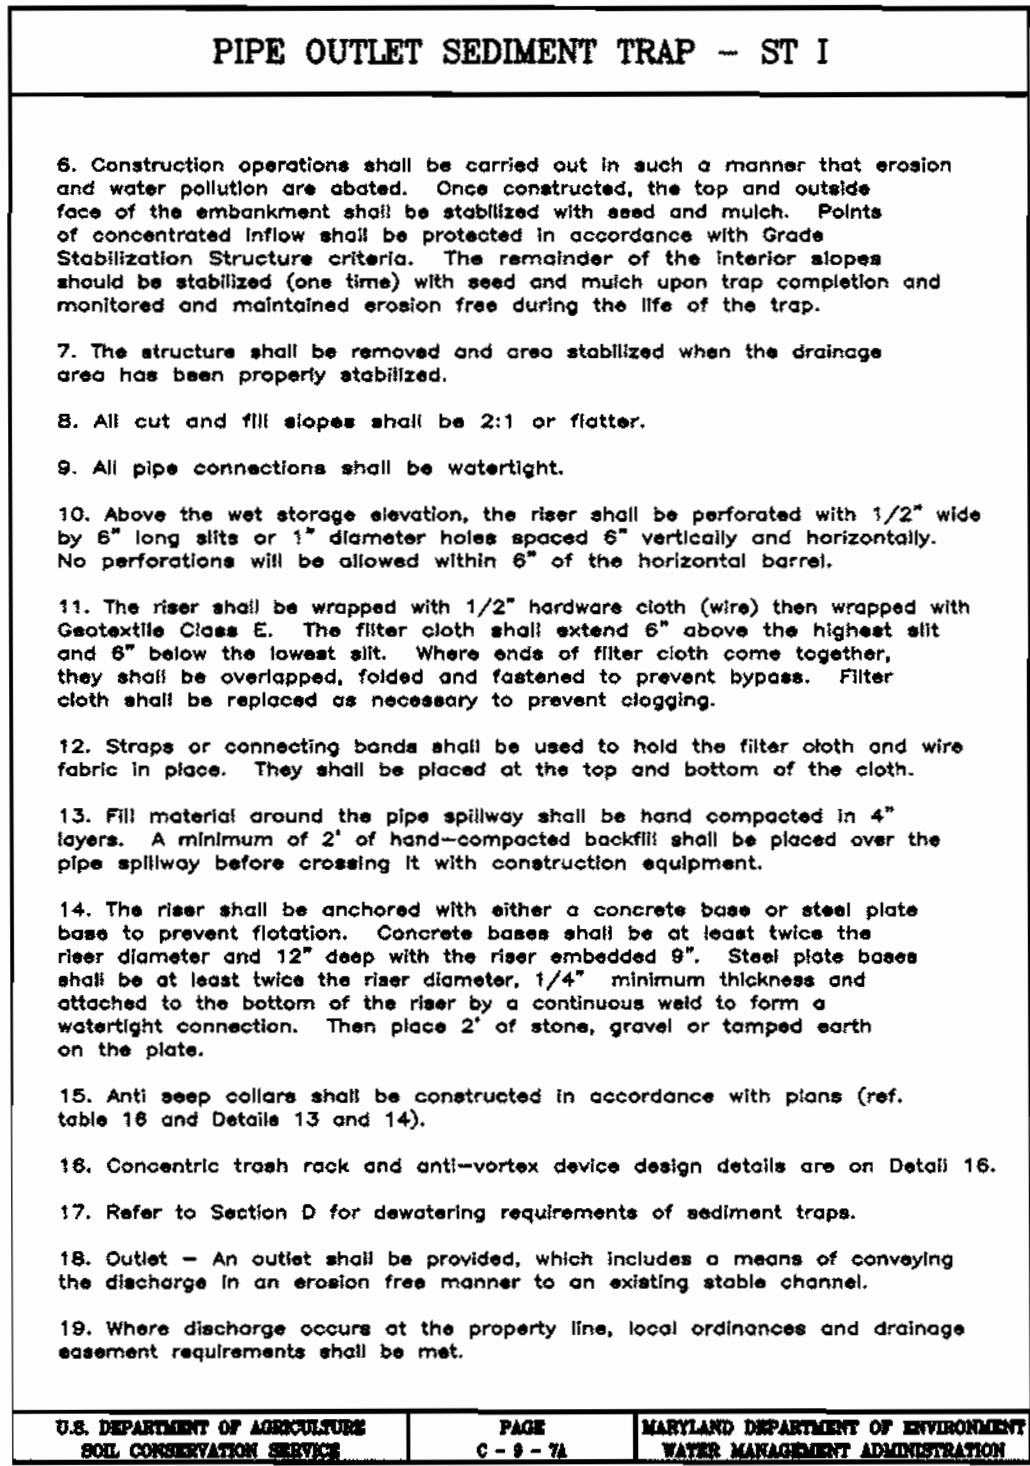 PIPE OUTLET SEDIMENT TRAP - ST I
6. Construction operations shall be carried out in such a manner that erosion
and water pollution are abated. Once constructed, the top and outside
face of the embankment shall be stabilized with seed and mulch. Points
of concentrated inflow shall be protected in accordance with Grade
Stabilization Structure criteria. The remainder of the interior slopes
should be stabilized (one time) with seed and mulch upon trap completion and
monitored and maintained erosion free during the life of the trap.
7. The structure shall be removed and area stabilized when the drainage
area has been properly stabilized.
8. All cut and fill slopes shall be 2:1 or flatter.
9. All pipe connections shall be watertight.
10. Above the wet storage elevation, the riser shall be perforated with 1/2" wide
by 6" long slits or 1" diameter holes spaced 6" vertically and horizontally.
No perforations will be allowed within 6" of the horizontal barrel.
11. The riser shall be wrapped with 1/2" hardware cloth (wire) then wrapped with
Geotextile Class E. The filter cloth shall extend 6" above the highest slit
and 6" below the lowest slit. Where ends of filter cloth come together,
they shall be overlapped, folded and fastened to prevent bypass. Filter
cloth shall be replaced as necessary to prevent clogging.
12. Straps or connecting bands shall be used to hold the filter cloth and wire
fabric in place. They shall be placed at the top and bottom of the cloth.
13. Fill material around the pipe spillway shall be hand compacted in 4"
layers. A minimum of 2' of hand-compacted backfill shall be placed over the
pipe spillway before crossing it with construction equipment.
14. The riser shall be anchored with either a concrete base or steel plate
base to prevent flotation. Concrete bases shall be at least twice the
riser diameter and 12" deep with the riser embedded 9". Steel plate bases
shall be at least twice the riser diameter, 1/4" minimum thickness and
attached to the bottom of the riser by a continuous weld to form a
watertight connection. Then place 2' of stone, gravel or tamped earth
on the plate.
15. Anti seep collars shall be constructed in accordance with plans (ref.
table 16 and Details 13 and 14).
16. Concentric trash rack and anti-vortex device design details are on Detail 16.
17. Refer to Section D for dewatering requirements of sediment traps.
18. Outlet - An outlet shall be provided, which includes a means of conveying
the discharge in an erosion free manner to an existing stable channel.
19. Where discharge occurs at the property line, local ordinances and drainage
easement requirements shall be met.
U.S. DEPARTMENT OF AGRICULTURE
SOIL CONSERVATION SERVICE
PAGE
C - 9 - 7A
MARYLAND DEPARTMENT OF ENVIRONMENT
WATER MANAGEMENT ADMINISTRATION